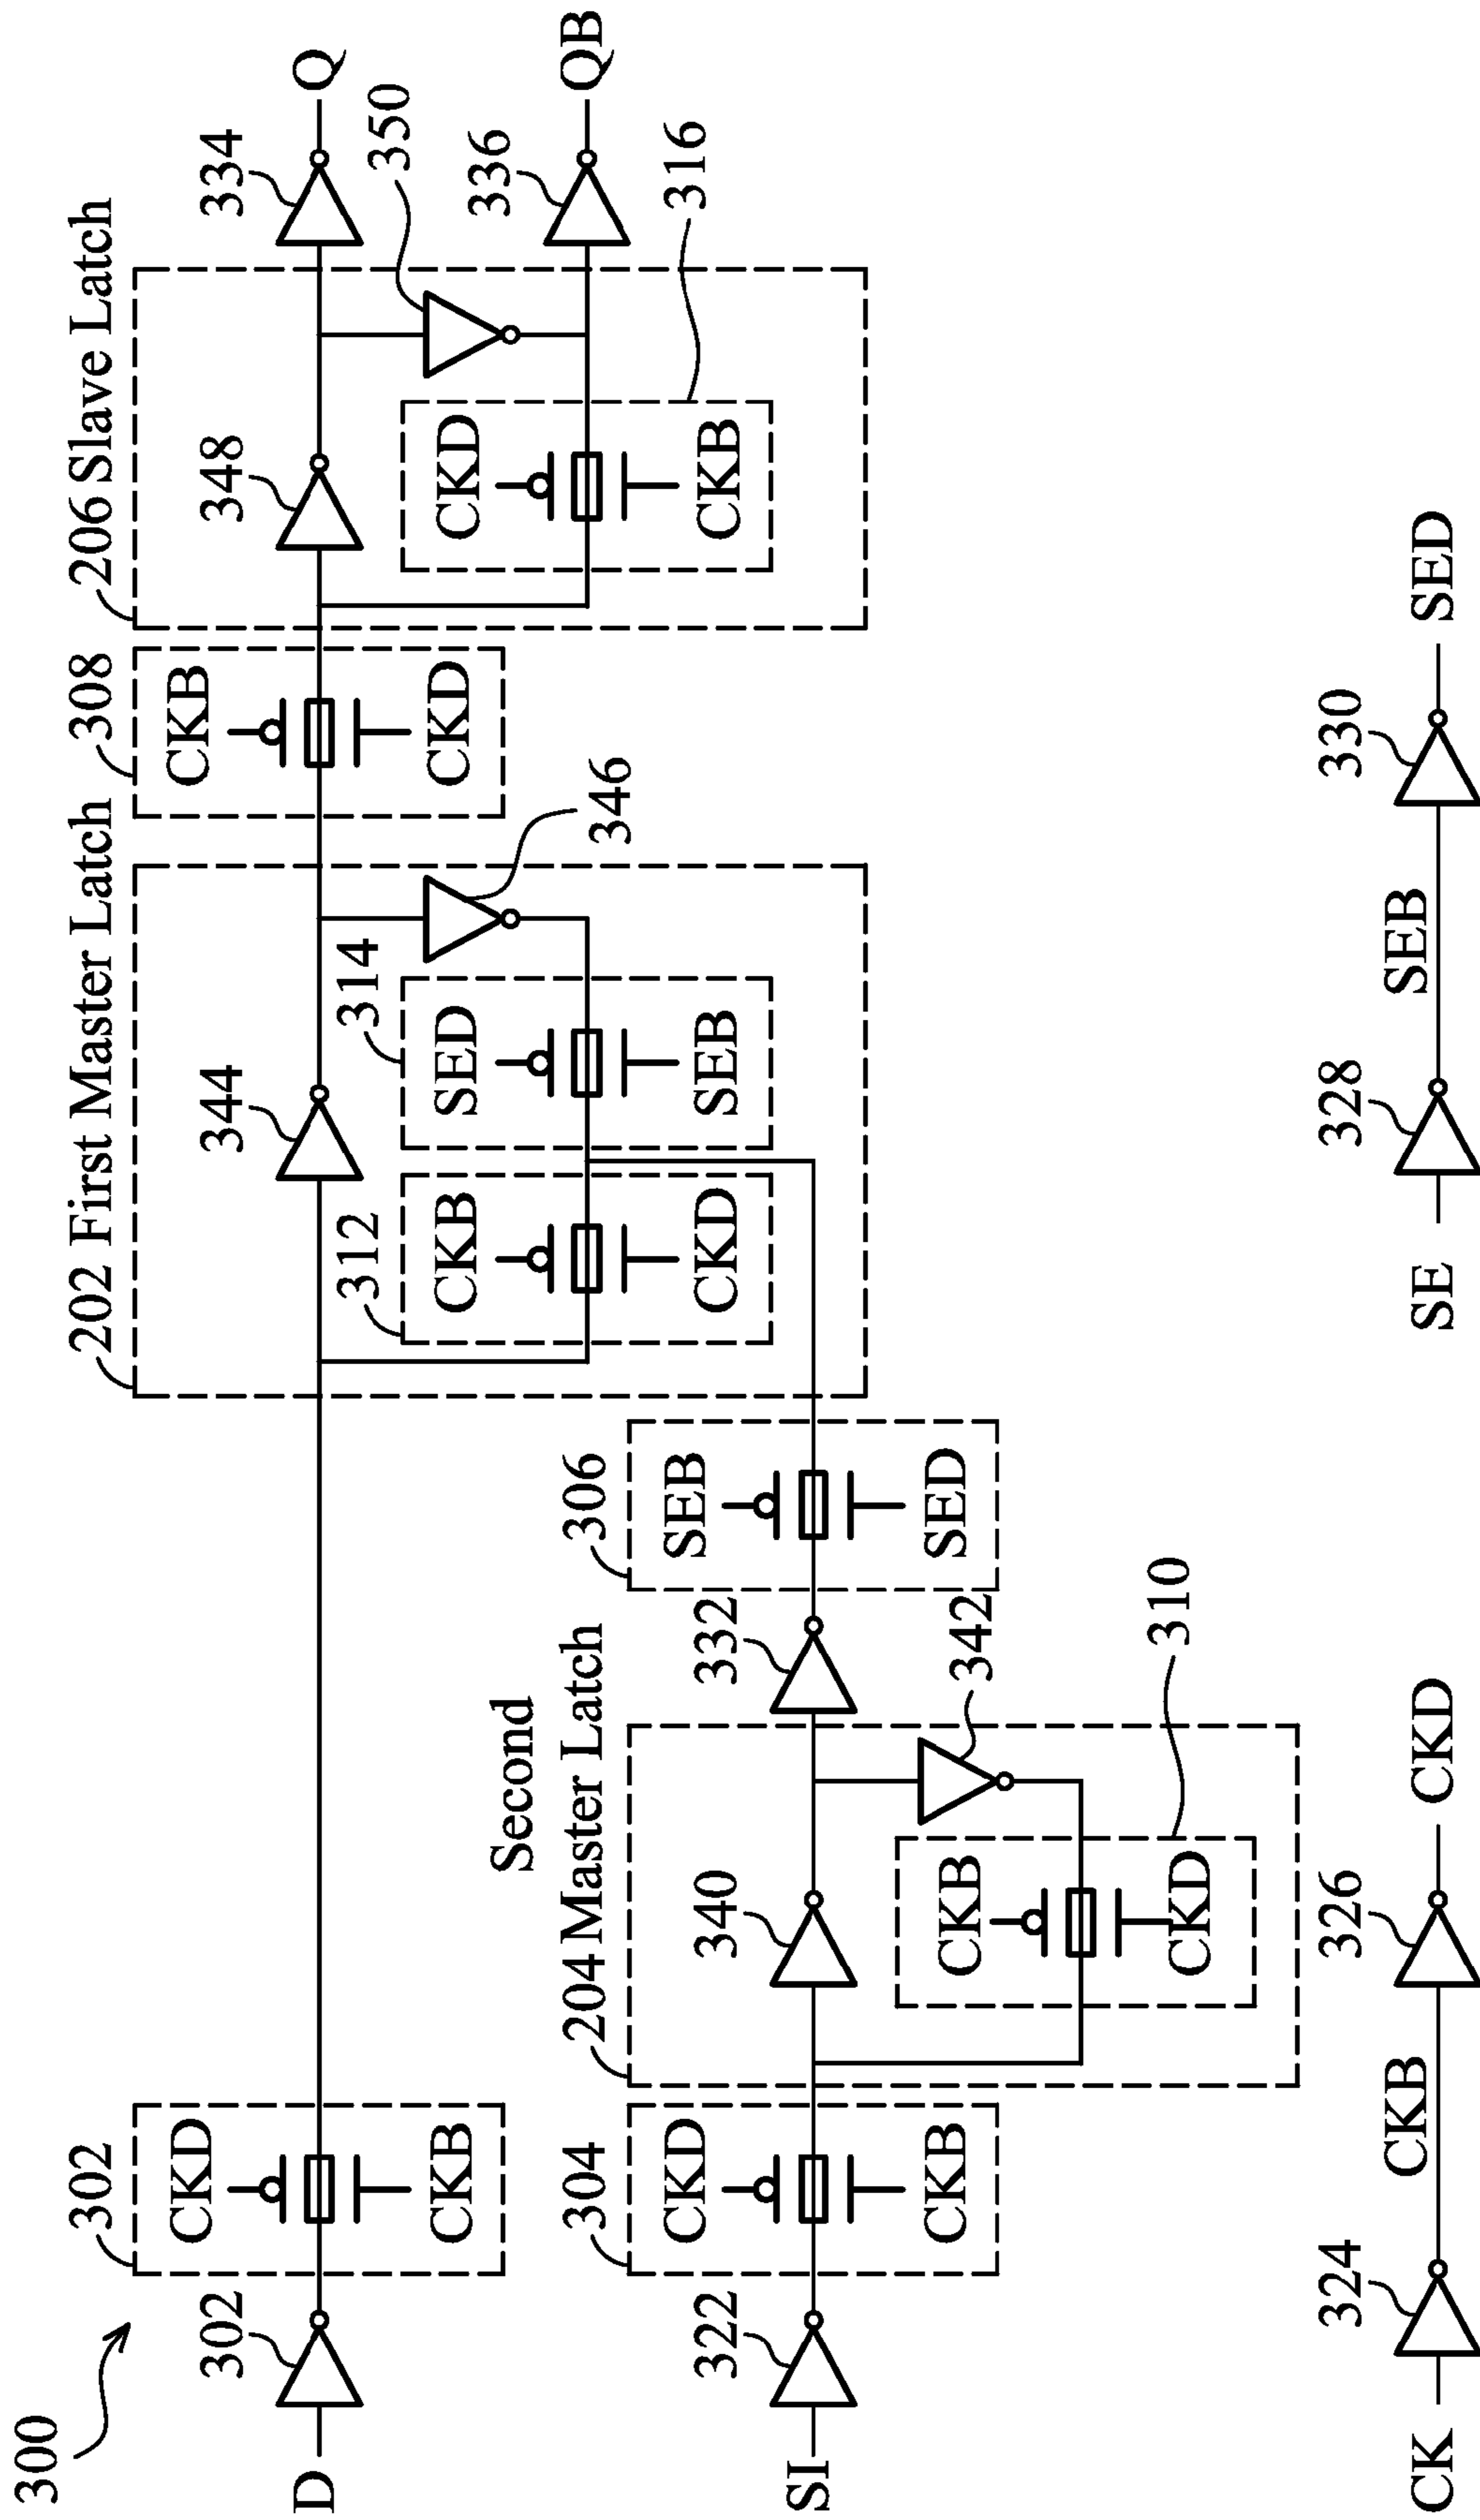 300
302
302
CKD
CKB
D
202 First Master Latch
344
312
314
CKB
CKD
SED
SEB
346
308
CKB
CKD
206 Slave Latch
348
CKD
CKB
334
Q
350
336
QB
316
322
SI
304
CKD
CKB
Second
204 Master Latch
340
CKB
CKD
332
342
310
306
SEB
SED
CK
324
CKB
326
CKD
SE
328
SEB
330
SED